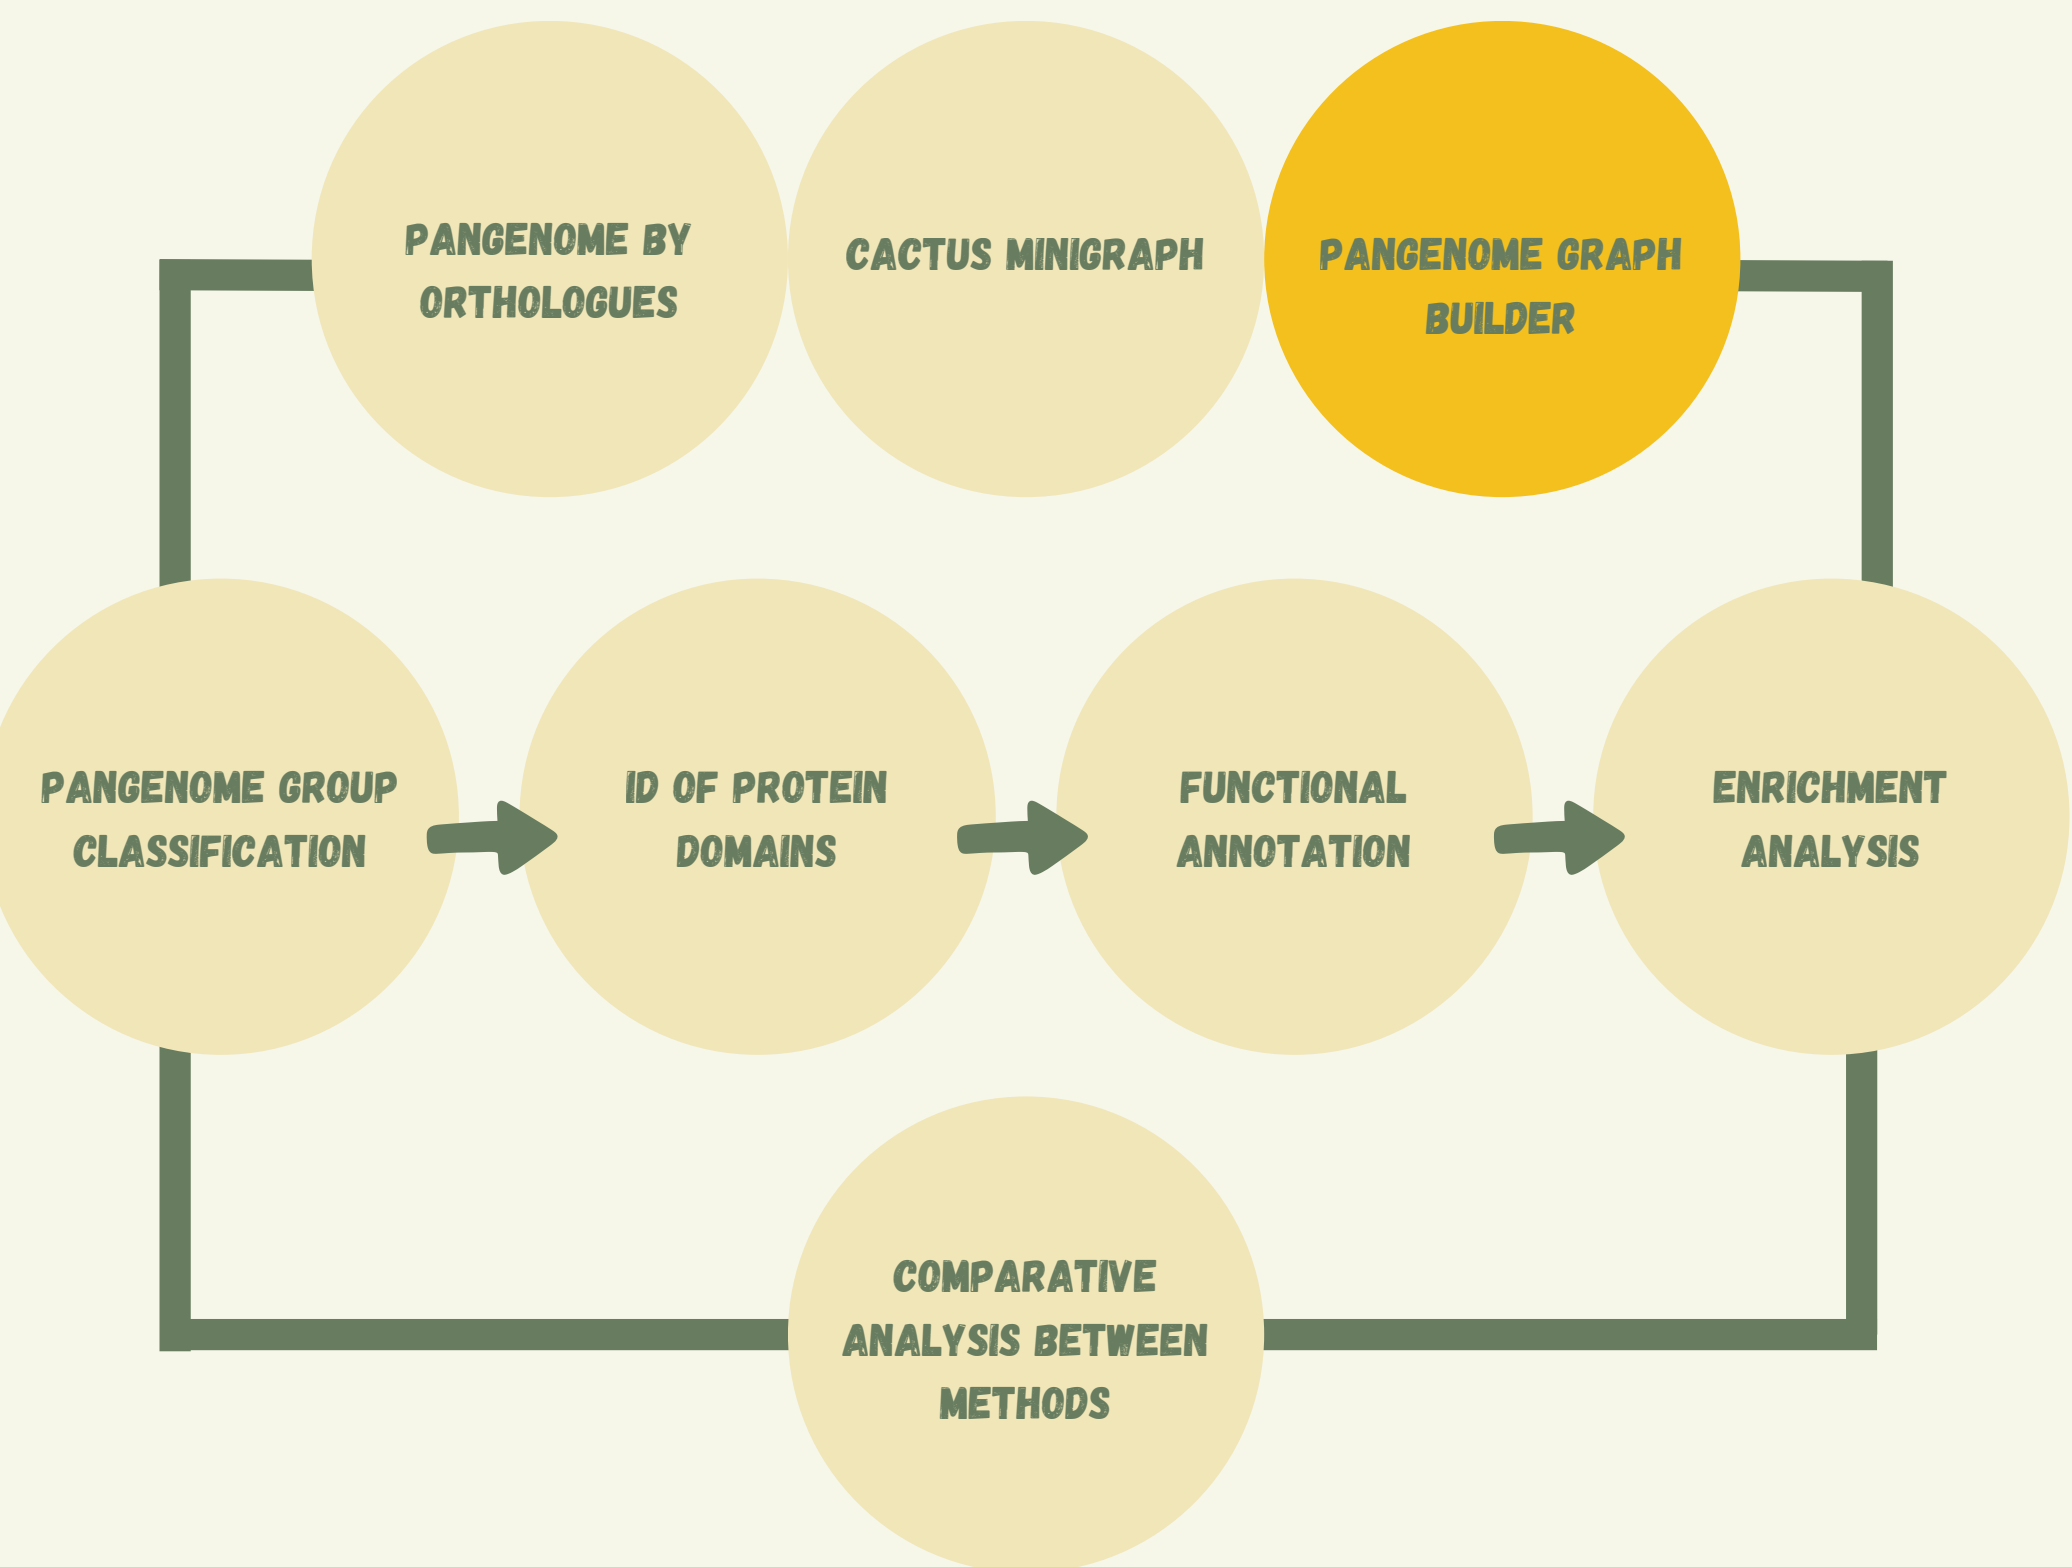 PANGENOME BY
ORTHOLOGUES
CACTUS MINIGRAPH
PANGENOME GRAPH
BUILDER
PANGENOME GROUP
CLASSIFICATION
ID OF PROTEIN
DOMAINS
FUNCTIONAL
ANNOTATION
ENRICHMENT
ANALYSIS
COMPARATIVE
ANALYSIS BETWEEN
METHODS